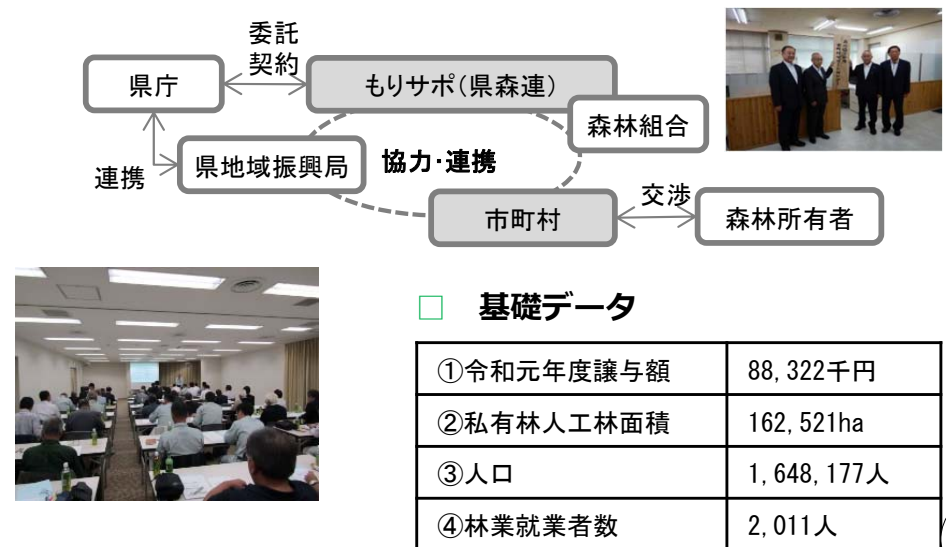 委託
契約
県庁
もりサポ(県森連)
森林組合
連携
県地域振興局
協力・連携
市町村
交渉
森林所有者
□ 基礎データ
①令和元年度譲与額 88,322千円
②私有林人工林面積 162,521ha
③人口 1,648,177人
④林業就業者数 2,011人